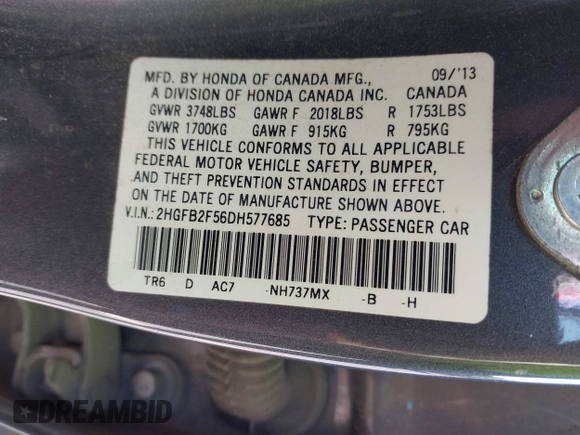 MFD. BY HONDA OF CANADA MFG., 09/'13
A DIVISION OF HONDA CANADA INC. CANADA
GVWR 3748LBS GAWR F 2018LBS R 1753LBS
GVWR 1700KG GAWR F 915KG R 795KG
THIS VEHICLE CONFORMS TO ALL APPLICABLE
FEDERAL MOTOR VEHICLE SAFETY, BUMPER,
AND THEFT PREVENTION STANDARDS IN EFFECT
ON THE DATE OF MANUFACTURE SHOWN ABOVE.
V.I.N.: 2HGFB2F56DH577685 TYPE: PASSENGER CAR
TR6 D AC7 -NH737MX -B -H
DREAMBID